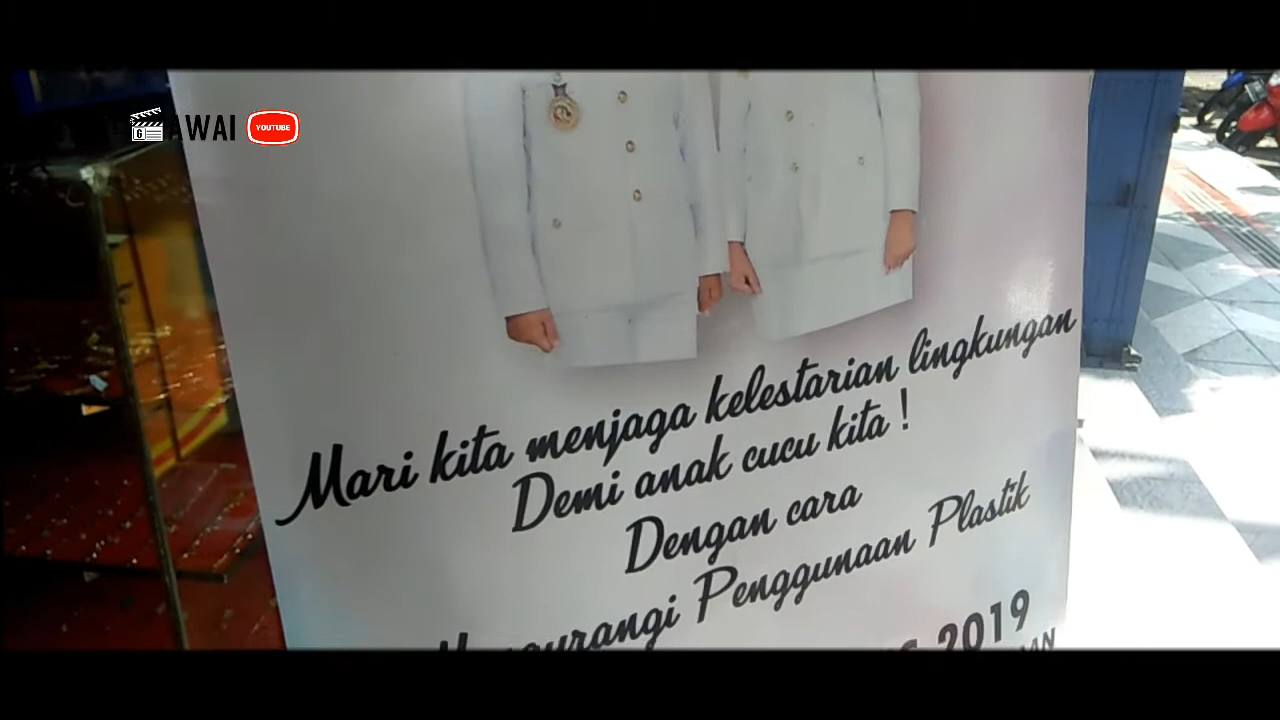 G AWAI YOUTUBE
Mari kita menjaga kelestarian lingkungan
Demi anak cucu kita !
Dengan cara
Penggunaan Plastik
2019